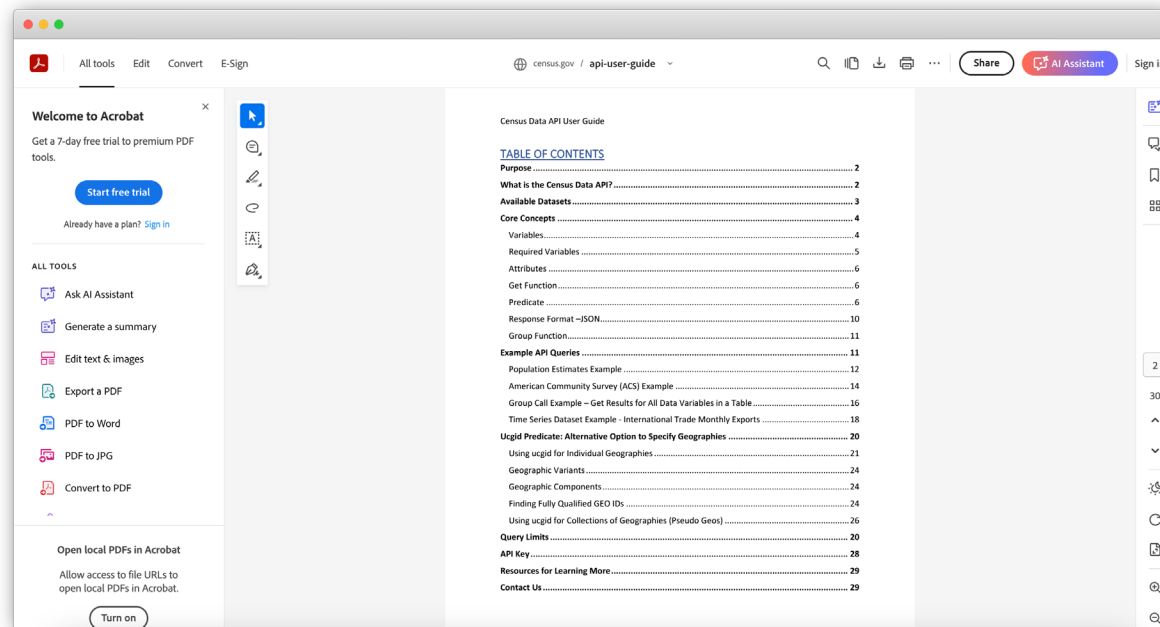 All tools Edit Convert E-Sign
census.gov / api-user-guide
Share AI Assistant
Welcome to Acrobat
Get a 7-day free trial to premium PDF
tools.
Start free trial
Already have a plan? Sign in
ALL TOOLS
Ask AI Assistant
Generate a summary
Edit text & images
Export a PDF
PDF to Word
PDF to JPG
Convert to PDF
Open local PDFs in Acrobat
Allow access to file URLs to
open local PDFs in Acrobat.
Turn on
Census Data API User Guide
TABLE OF CONTENTS
Purpose 2
What is the Census Data API? 2
Available Datasets 3
Core Concepts 4
Variables 4
Required Variables 5
Attributes 6
Get Function 6
Predicate 6
Response Format –JSON 10
Group Function 11
Example API Queries 11
Population Estimates Example 12
American Community Survey (ACS) Example 14
Group Call Example – Get Results for All Data Variables in a Table 16
Time Series Dataset Example - International Trade Monthly Exports 18
Ucgid Predicate: Alternative Option to Specify Geographies 20
Using ucgid for Individual Geographies 21
Geographic Variants 24
Geographic Components 24
Finding Fully Qualified GEO IDs 24
Using ucgid for Collections of Geographies (Pseudo Geos) 26
Query Limits 20
API Key 28
Resources for Learning More 29
Contact Us 29
2
30